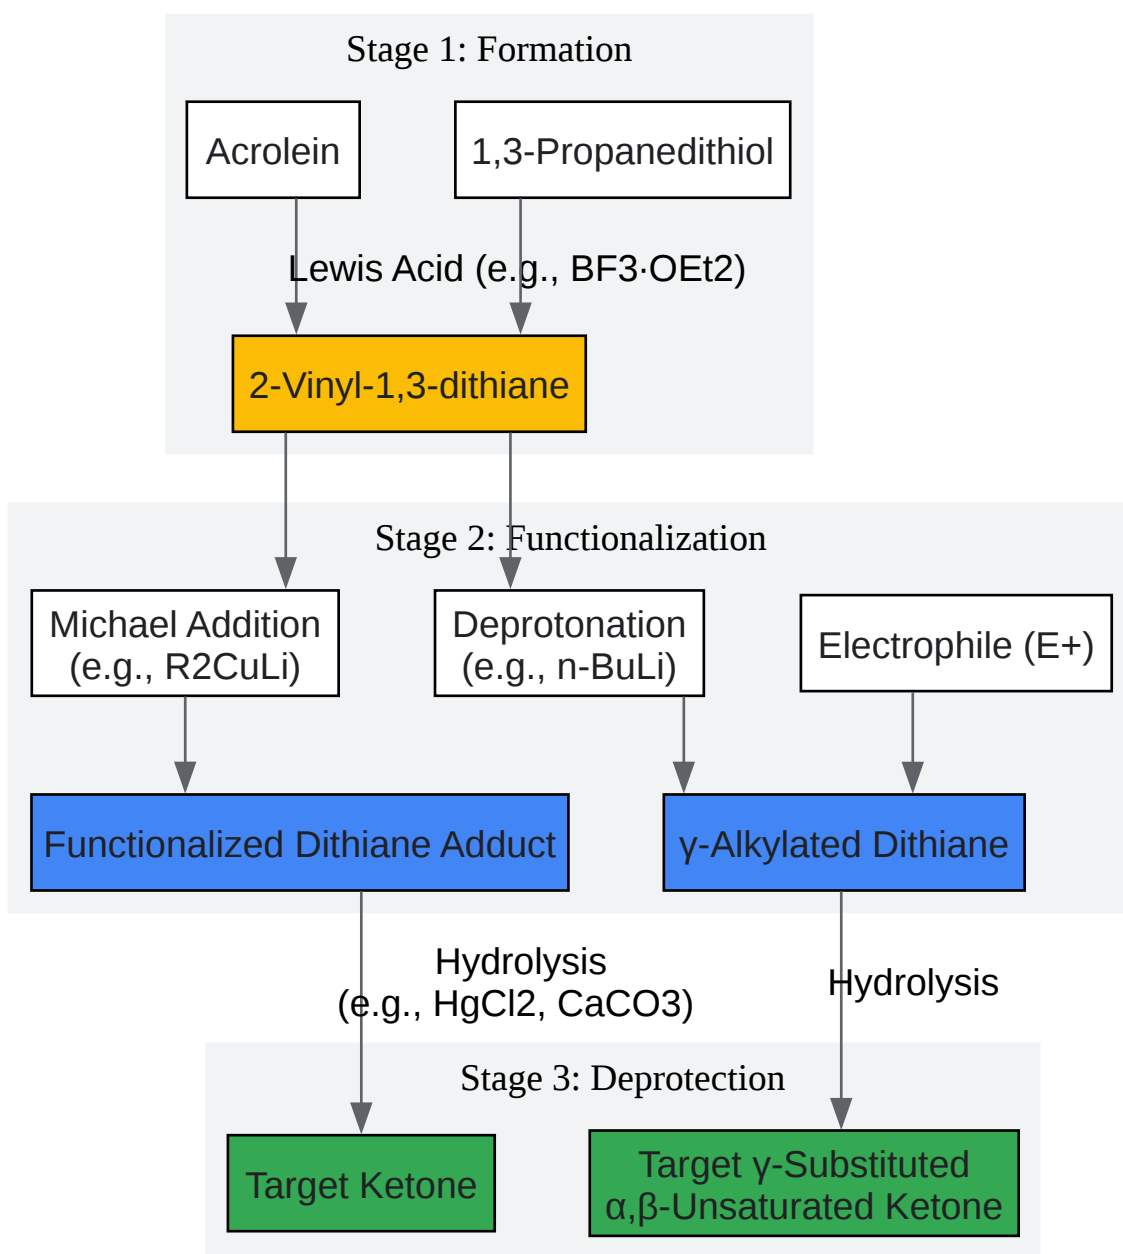 Stage 1: Formation
Acrolein
1,3-Propanedithiol
Lewis Acid (e.g., BF3·OEt2)
2-Vinyl-1,3-dithiane
Stage 2: Functionalization
Michael Addition
(e.g., R2CuLi)
Deprotonation
(e.g., n-BuLi)
Electrophile (E+)
Functionalized Dithiane Adduct
γ-Alkylated Dithiane
Hydrolysis
(e.g., HgCl2, CaCO3)
Hydrolysis
Stage 3: Deprotection
Target Ketone
Target γ-Substituted
α,β-Unsaturated Ketone